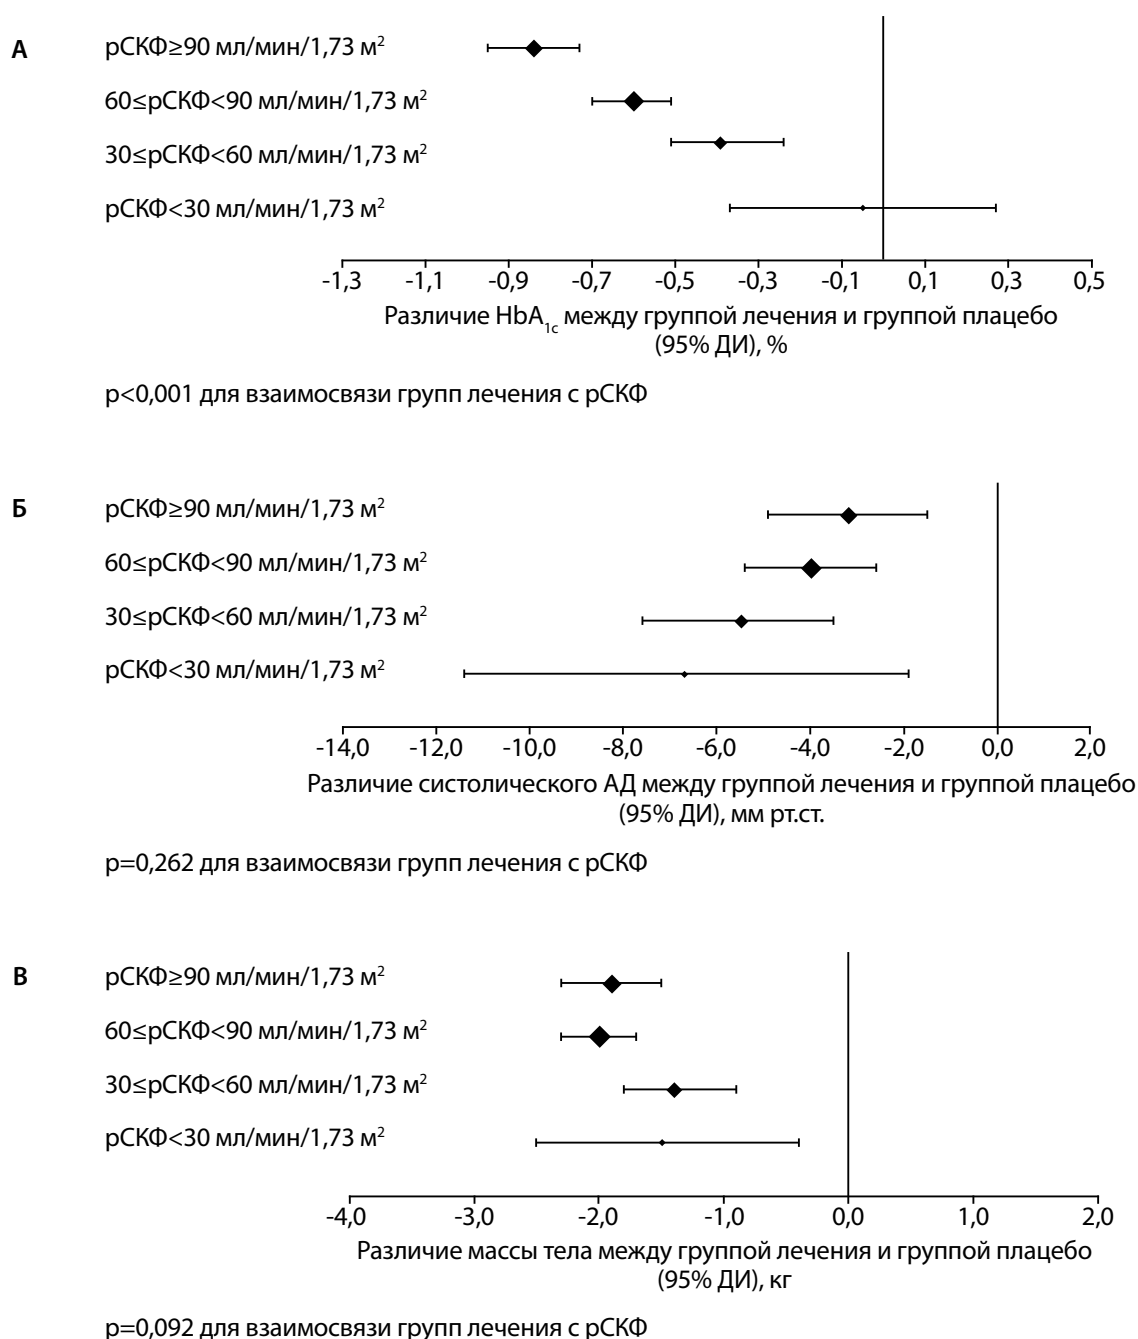 А
рСКФ≥90 мл/мин/1,73 м²
60≤рСКФ<90 мл/мин/1,73 м²
30≤рСКФ<60 мл/мин/1,73 м²
рСКФ<30 мл/мин/1,73 м²
-1,3 -1,1 -0,9 -0,7 -0,5 -0,3 -0,1 0,1 0,3 0,5
Различие HbA1c между группой лечения и группой плацебо
(95% ДИ), %
p<0,001 для взаимосвязи групп лечения с рСКФ
Б
рСКФ≥90 мл/мин/1,73 м²
60≤рСКФ<90 мл/мин/1,73 м²
30≤рСКФ<60 мл/мин/1,73 м²
рСКФ<30 мл/мин/1,73 м²
-14,0 -12,0 -10,0 -8,0 -6,0 -4,0 -2,0 0,0 2,0
Различие систолического АД между группой лечения и группой плацебо
(95% ДИ), мм рт.ст.
p=0,262 для взаимосвязи групп лечения с рСКФ
В
рСКФ≥90 мл/мин/1,73 м²
60≤рСКФ<90 мл/мин/1,73 м²
30≤рСКФ<60 мл/мин/1,73 м²
рСКФ<30 мл/мин/1,73 м²
-4,0 -3,0 -2,0 -1,0 0,0 1,0 2,0
Различие массы тела между группой лечения и группой плацебо
(95% ДИ), кг
p=0,092 для взаимосвязи групп лечения с рСКФ